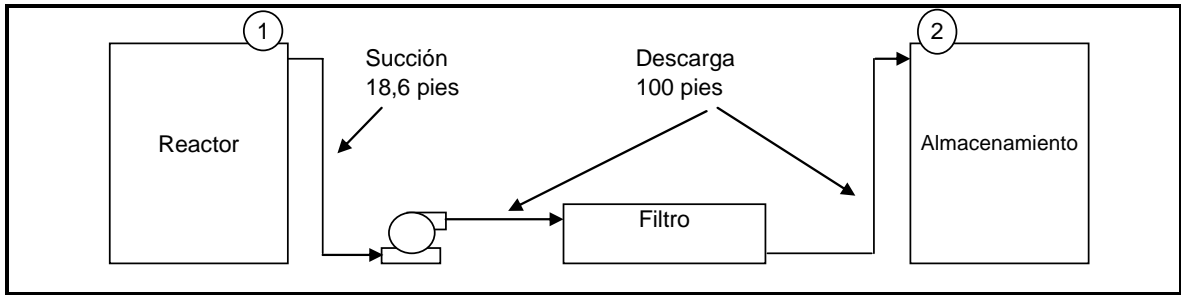 1
2
Succión
18,6 pies
Descarga
100 pies
Reactor
Almacenamiento
Filtro